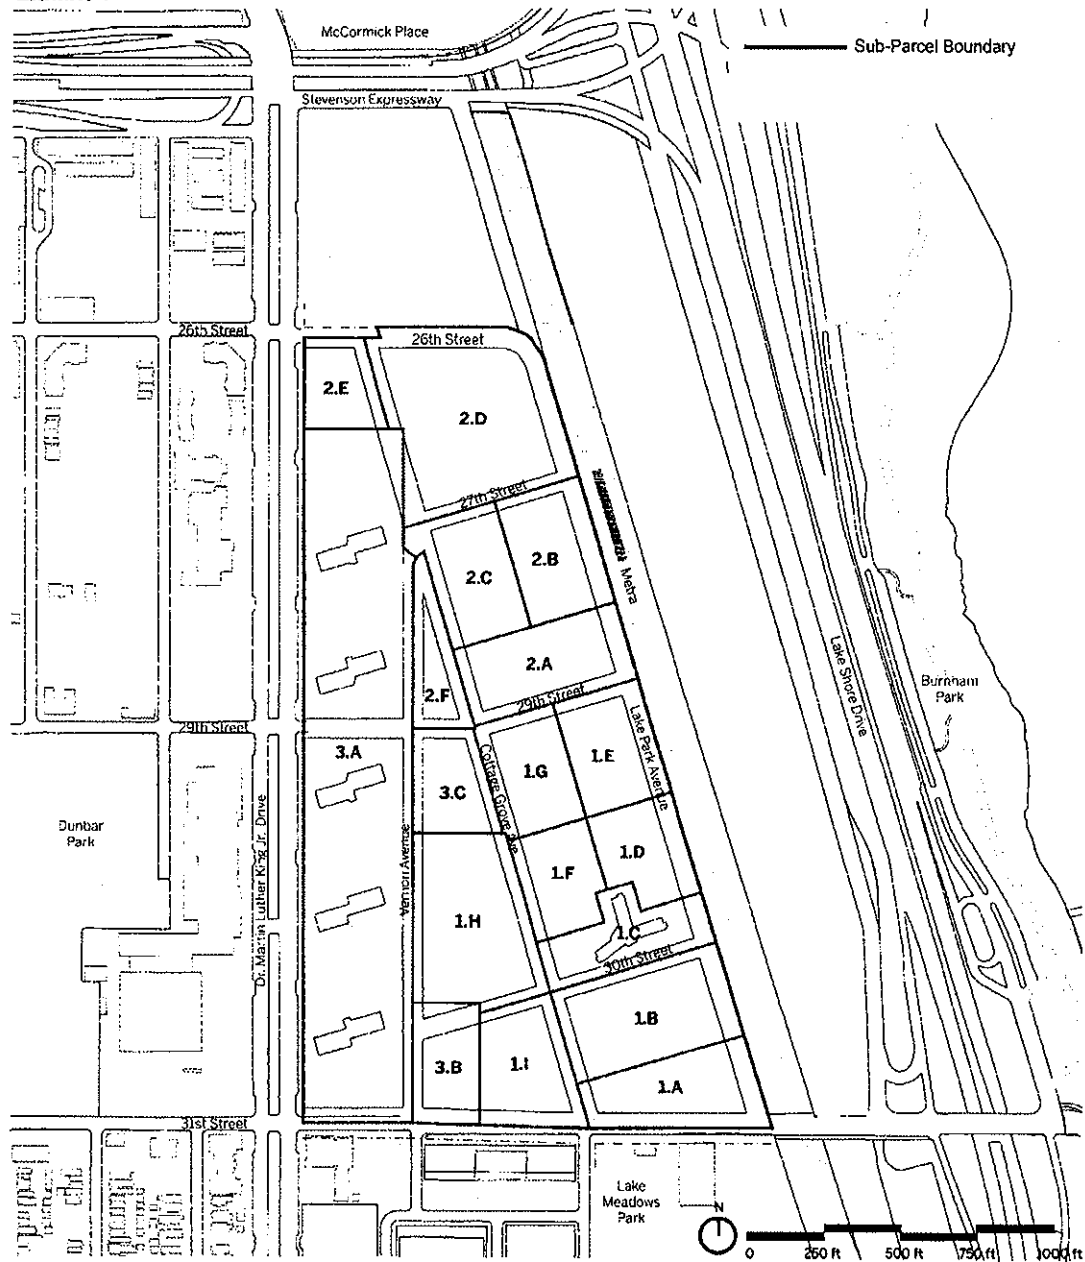 McCormick Place
Sub-Parcel Boundary
Stevenson Expressway
26th Street
26th Street
2.E
2.D
27th Street
2.C
2.B
Metra
2.A
2.F
29th Street
29th Street
Lake Shore Drive
Burnham
Park
3.A
3.C
Cottage Grove Ave
1.G
1.E
Lake Park Avenue
Dunbar
Park
Dr. Martin Luther King Jr. Drive
Vernon Avenue
1.F
1.D
1.H
1.C
30th Street
1.B
3.B
1.I
1.A
31st Street
Lake
Meadows
Park
N
0
250 ft
500 ft
750 ft
1000 ft